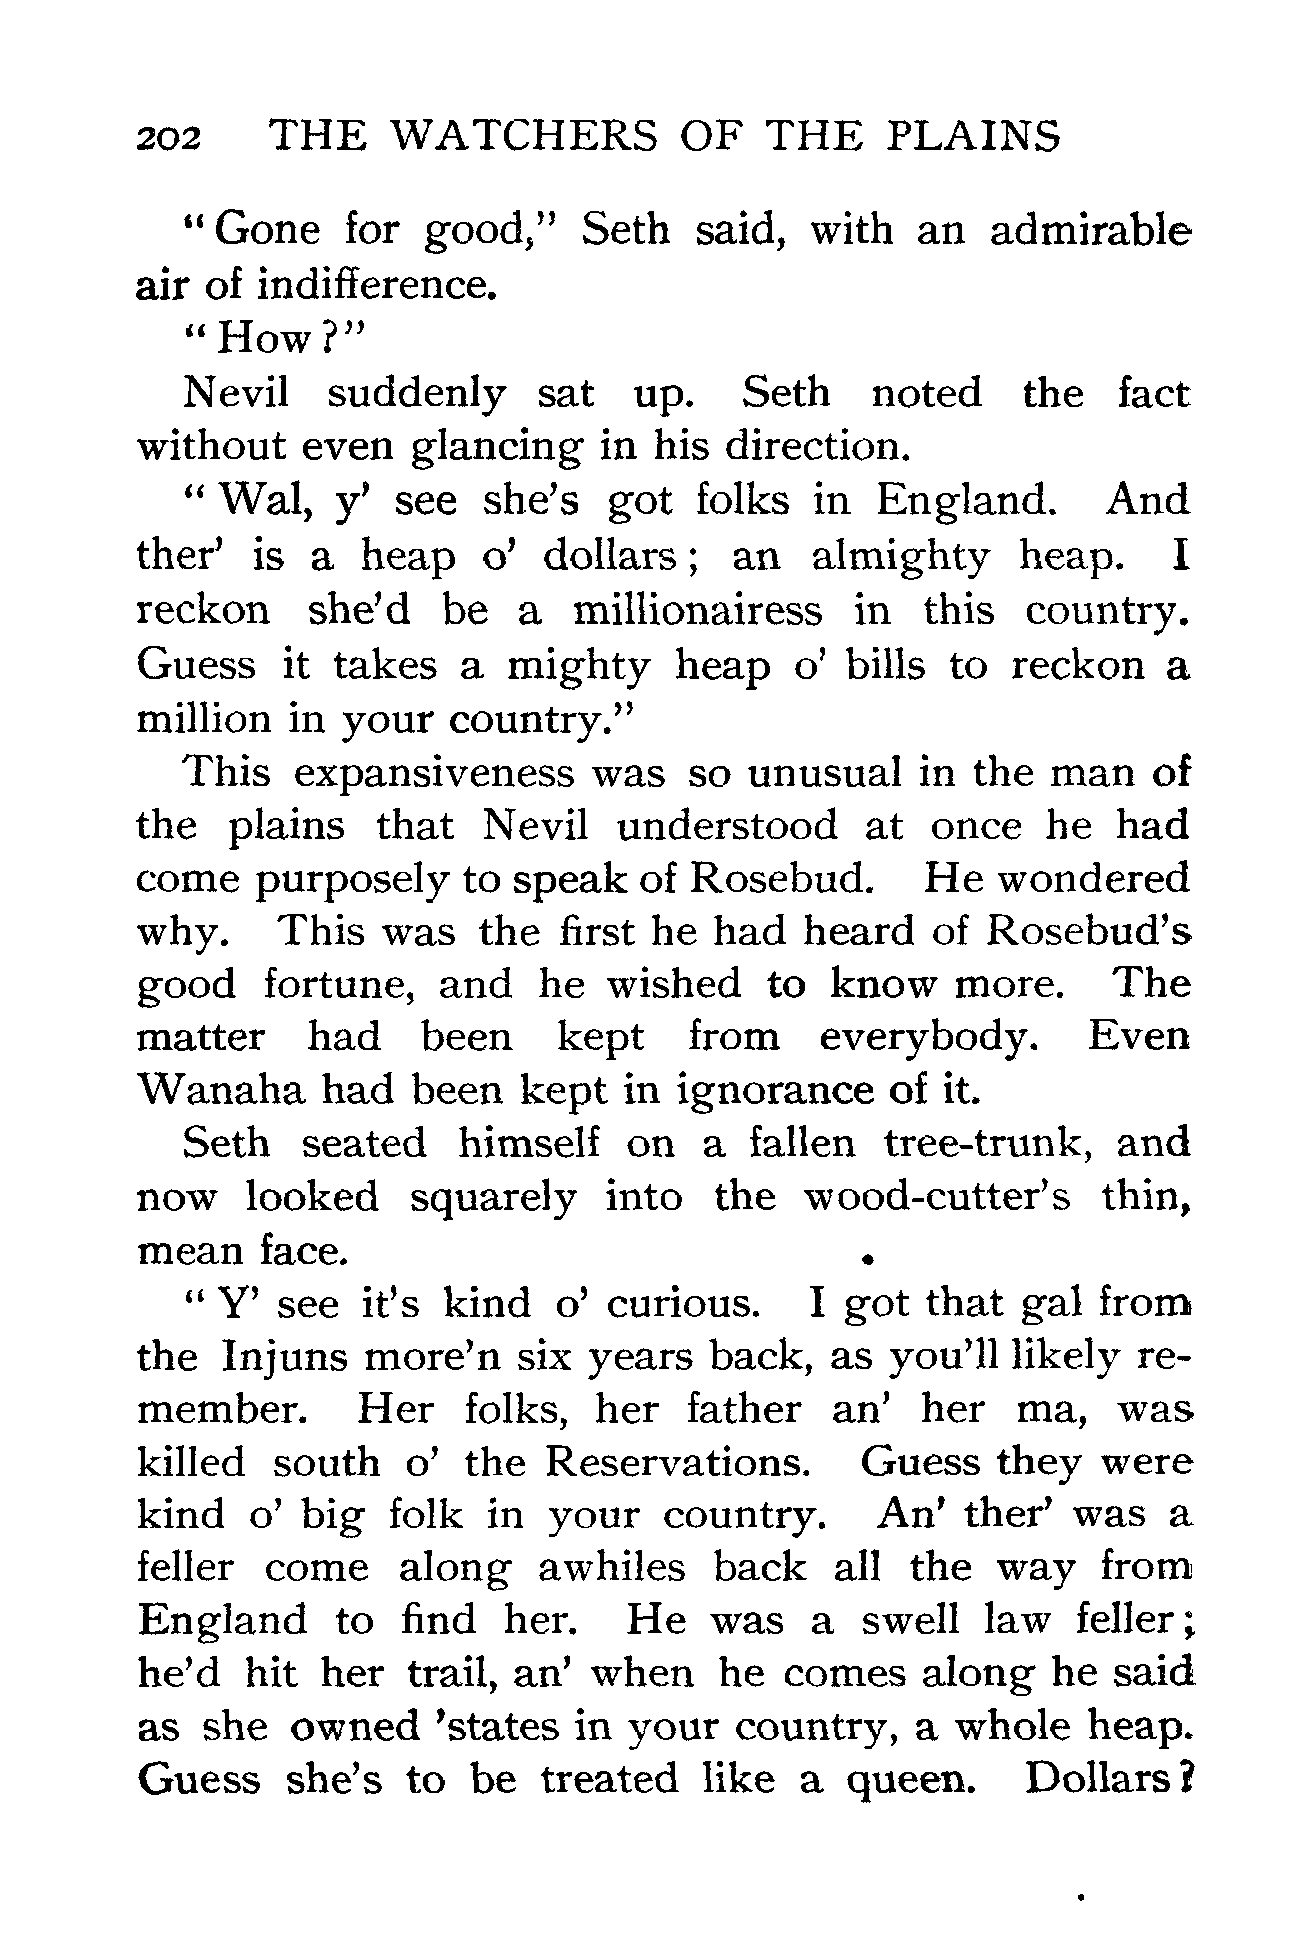 202 THE WATCHERS OF THE PLAINS
“Gone for good,” Seth said, with an admirable
air of indifference.
“How?”
Nevil suddenly sat up. Seth noted the fact
without even glancing in his direction.
“Wal, y’ see she’s got folks in England. And
ther’ is a heap o’ dollars; an almighty heap. I
reckon she’d be a millionairess in this country.
Guess it takes a mighty heap o’ bills to reckon a
million in your country.”
This expansiveness was so unusual in the man of
the plains that Nevil understood at once he had
come purposely to speak of Rosebud. He wondered
why. This was the first he had heard of Rosebud’s
good fortune, and he wished to know more. The
matter had been kept from everybody. Even
Wanaha had been kept in ignorance of it.
Seth seated himself on a fallen tree-trunk, and
now looked squarely into the wood-cutter’s thin,
mean face.
“Y’ see it’s kind o’ curious. I got that gal from
the Injuns more’n six years back, as you’ll likely re-
member. Her folks, her father an’ her ma, was
killed south o’ the Reservations. Guess they were
kind o’ big folk in your country. An’ ther’ was a
feller come along awhiles back all the way from
England to find her. He was a swell law feller;
he’d hit her trail, an’ when he comes along he said
as she owned ’states in your country, a whole heap.
Guess she’s to be treated like a queen. Dollars?